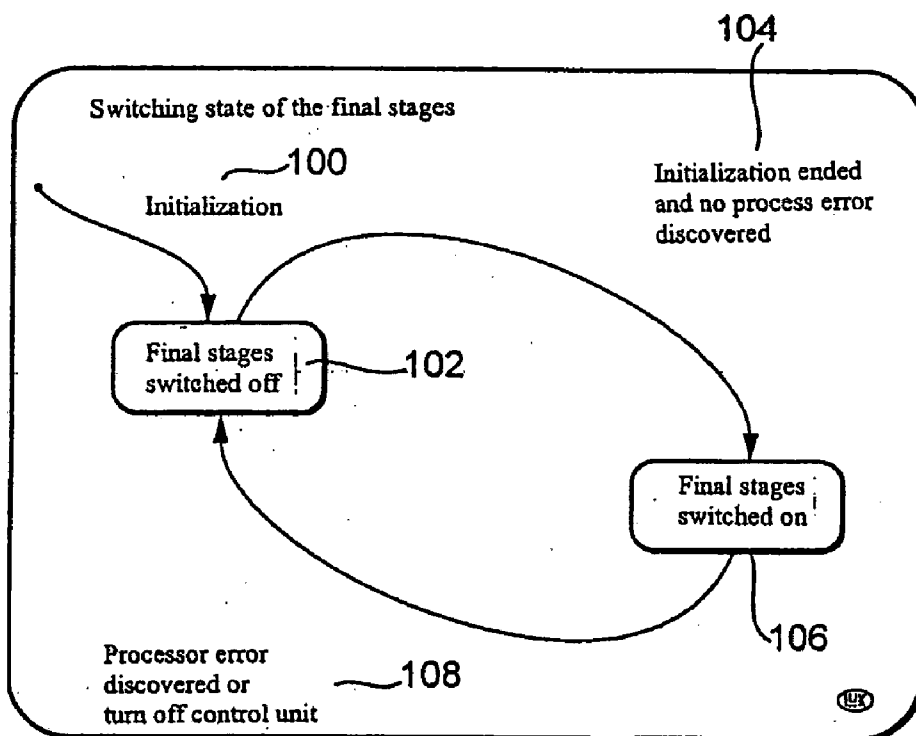 104
Switching state of the final stages
100
Initialization
Initialization ended
and no process error
discovered
Final stages
switched off
102
Final stages
switched on
106
Processor error
discovered or
turn off control unit
108
LUK